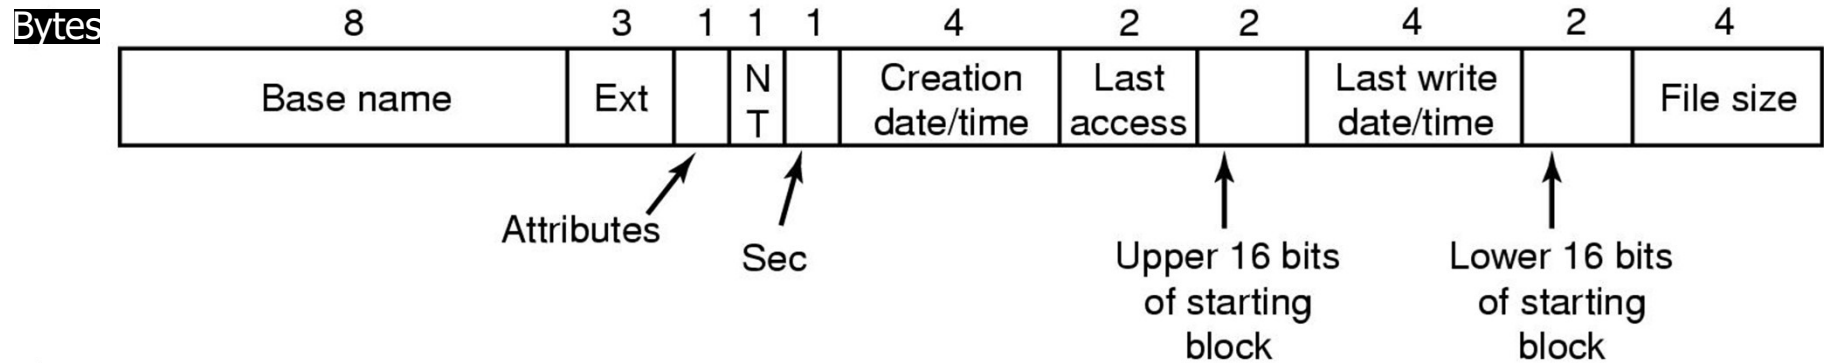 Bytes 8 3 1 1 1 4 2 2 4 2 4
Base name
Ext
N
T
Creation
date/time
Last
access
Last write
date/time
File size
Attributes
Sec
Upper 16 bits
of starting
block
Lower 16 bits
of starting
block